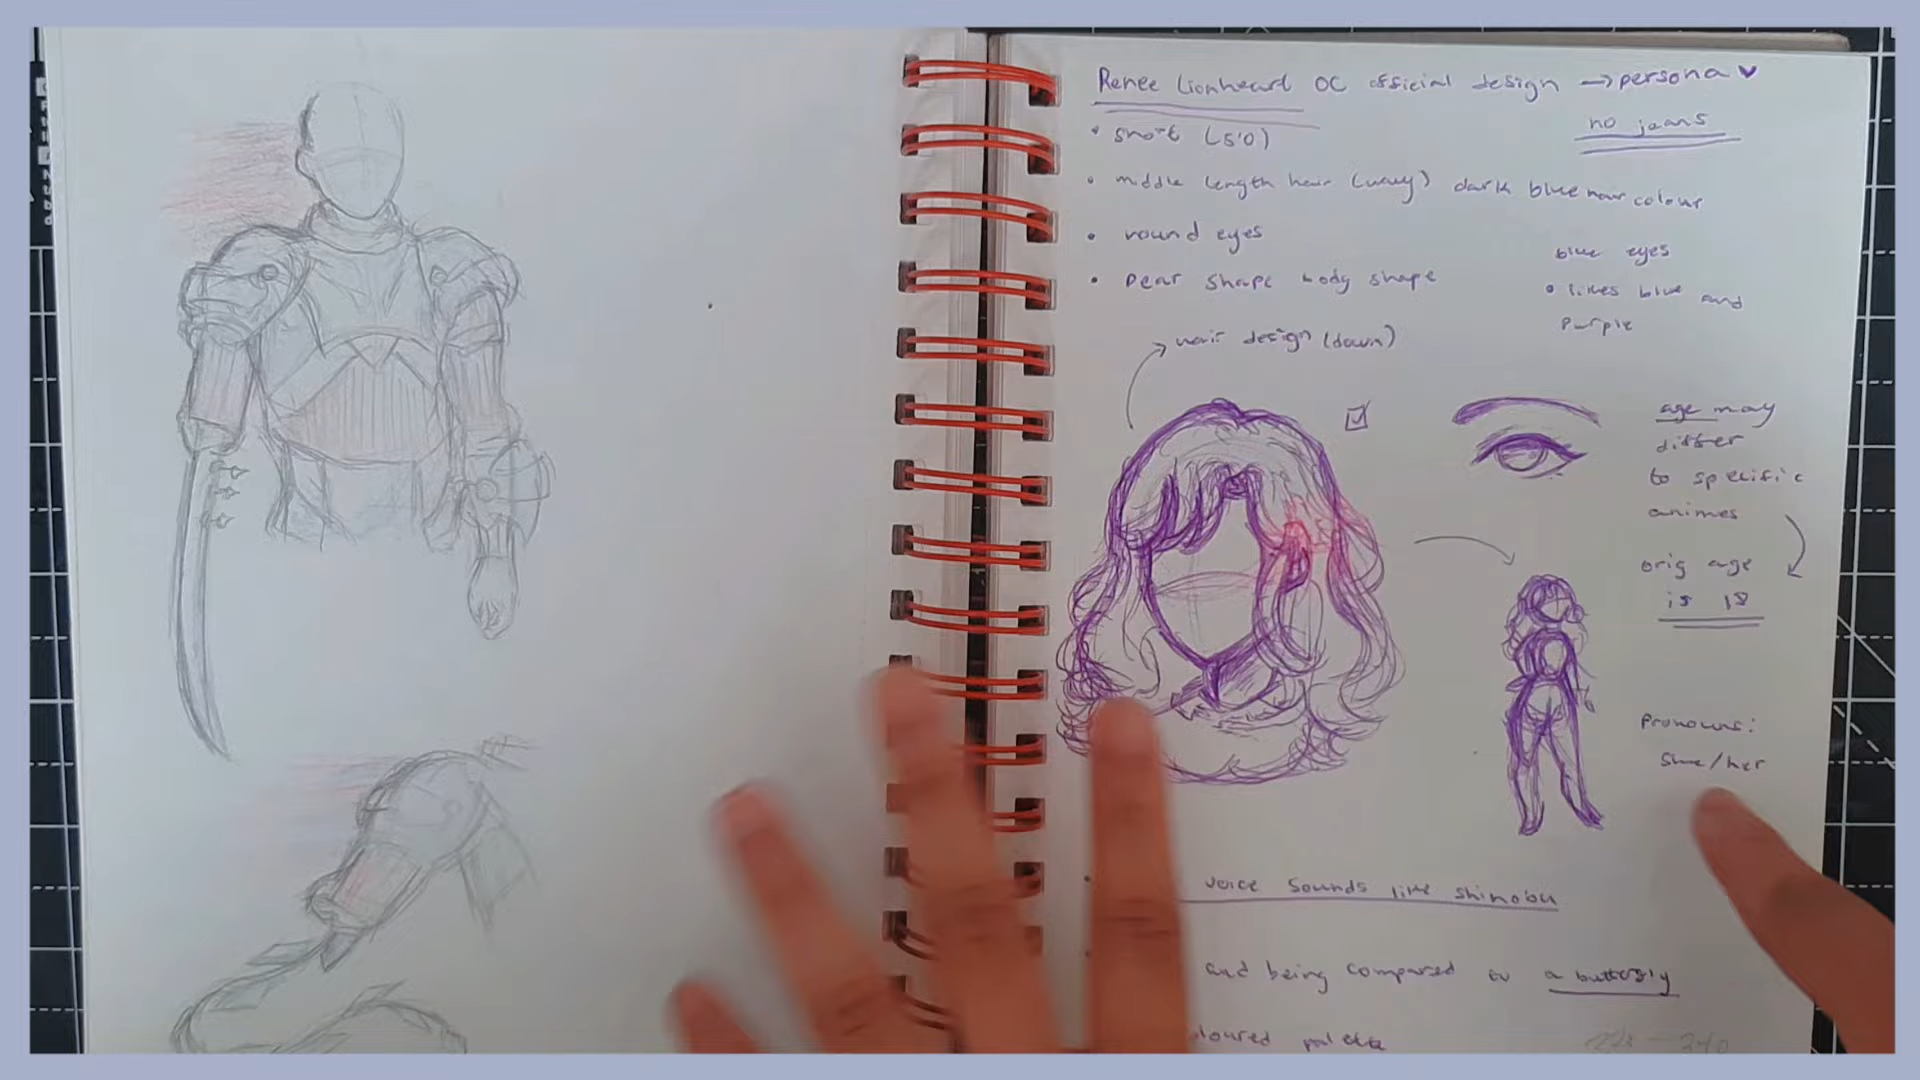 Renee Lionheart OC official design → persona ♥
no jeans
• short (5'0)
• middle length hair (wavy) dark blue hair colour
• round eyes
blue eyes
• pear shape body shape
• likes blue and
purple
hair design (down)
age may
differ
to specific
animes
orig age
is 18
pronouns:
she/her
voice sounds like shinobu
and being compared to a butterfly
loured palette